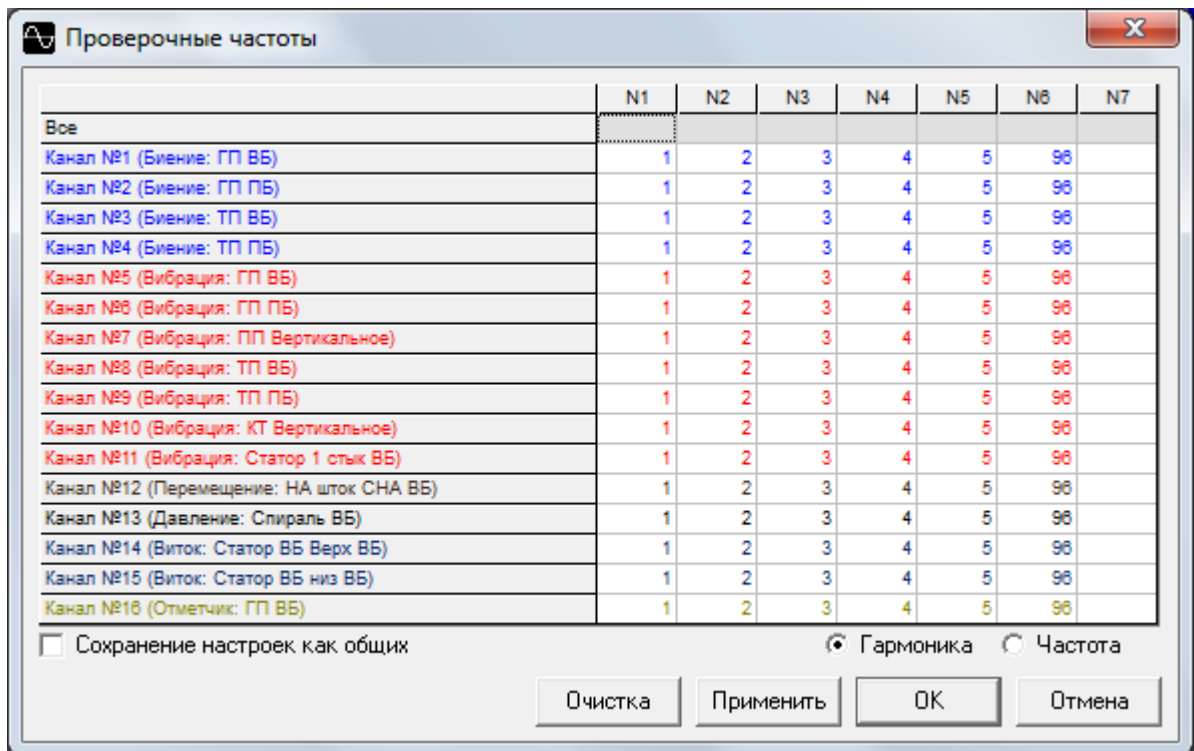 Проверочные частоты
N1 N2 N3 N4 N5 N6 N7
Все
Канал №1 (Биение: ГП ВБ) 1 2 3 4 5 96
Канал №2 (Биение: ГП ПБ) 1 2 3 4 5 96
Канал №3 (Биение: ТП ВБ) 1 2 3 4 5 96
Канал №4 (Биение: ТП ПБ) 1 2 3 4 5 96
Канал №5 (Вибрация: ГП ВБ) 1 2 3 4 5 96
Канал №6 (Вибрация: ГП ПБ) 1 2 3 4 5 96
Канал №7 (Вибрация: ПП Вертикальное) 1 2 3 4 5 96
Канал №8 (Вибрация: ТП ВБ) 1 2 3 4 5 96
Канал №9 (Вибрация: ТП ПБ) 1 2 3 4 5 96
Канал №10 (Вибрация: КТ Вертикальное) 1 2 3 4 5 96
Канал №11 (Вибрация: Статор 1 стык ВБ) 1 2 3 4 5 96
Канал №12 (Перемещение: НА шток СНА ВБ) 1 2 3 4 5 96
Канал №13 (Давление: Спираль ВБ) 1 2 3 4 5 96
Канал №14 (Виток: Статор ВБ Верх ВБ) 1 2 3 4 5 96
Канал №15 (Виток: Статор ВБ низ ВБ) 1 2 3 4 5 96
Канал №16 (Отметчик: ГП ВБ) 1 2 3 4 5 96
Сохранение настроек как общих Гармоника Частота
Очистка Применить OK Отмена